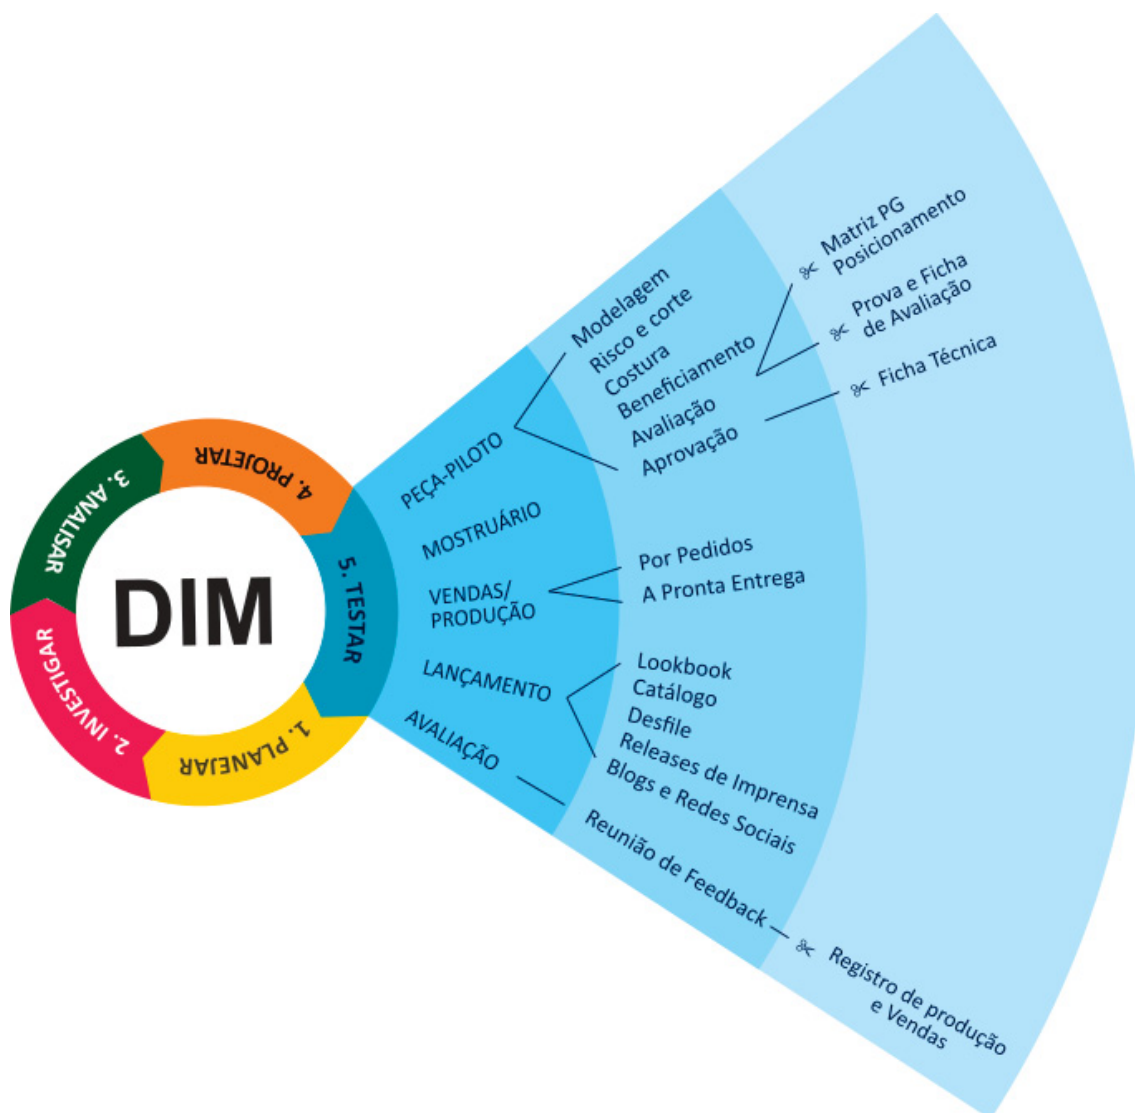 DIM
1. PLANEJAR
2. INVESTIGAR
3. ANALISAR
4. PROJETAR
5. TESTAR
PEÇA-PILOTO
Modelagem
Risco e corte
Costura
Beneficiamento
Avaliação
Aprovação
Matriz PG
Posicionamento
Prova e Ficha
de Avaliação
Ficha Técnica
MOSTRUÁRIO
VENDAS/
PRODUÇÃO
Por Pedidos
A Pronta Entrega
LANÇAMENTO
Lookbook
Catálogo
Desfile
Releases de Imprensa
Blogs e Redes Sociais
AVALIAÇÃO
Reunião de Feedback
Registro de produção
e Vendas